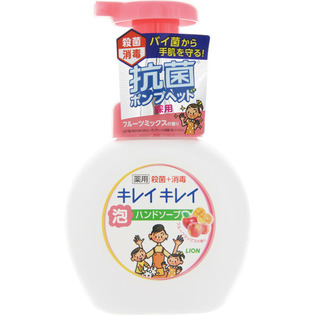 殺菌
消毒
バイ菌から
手肌を守る!
抗菌
ポンプヘッド
薬用
フルーツミックスの香り
薬用 殺菌+消毒
キレイキレイ
泡 ハンドソープ
LION